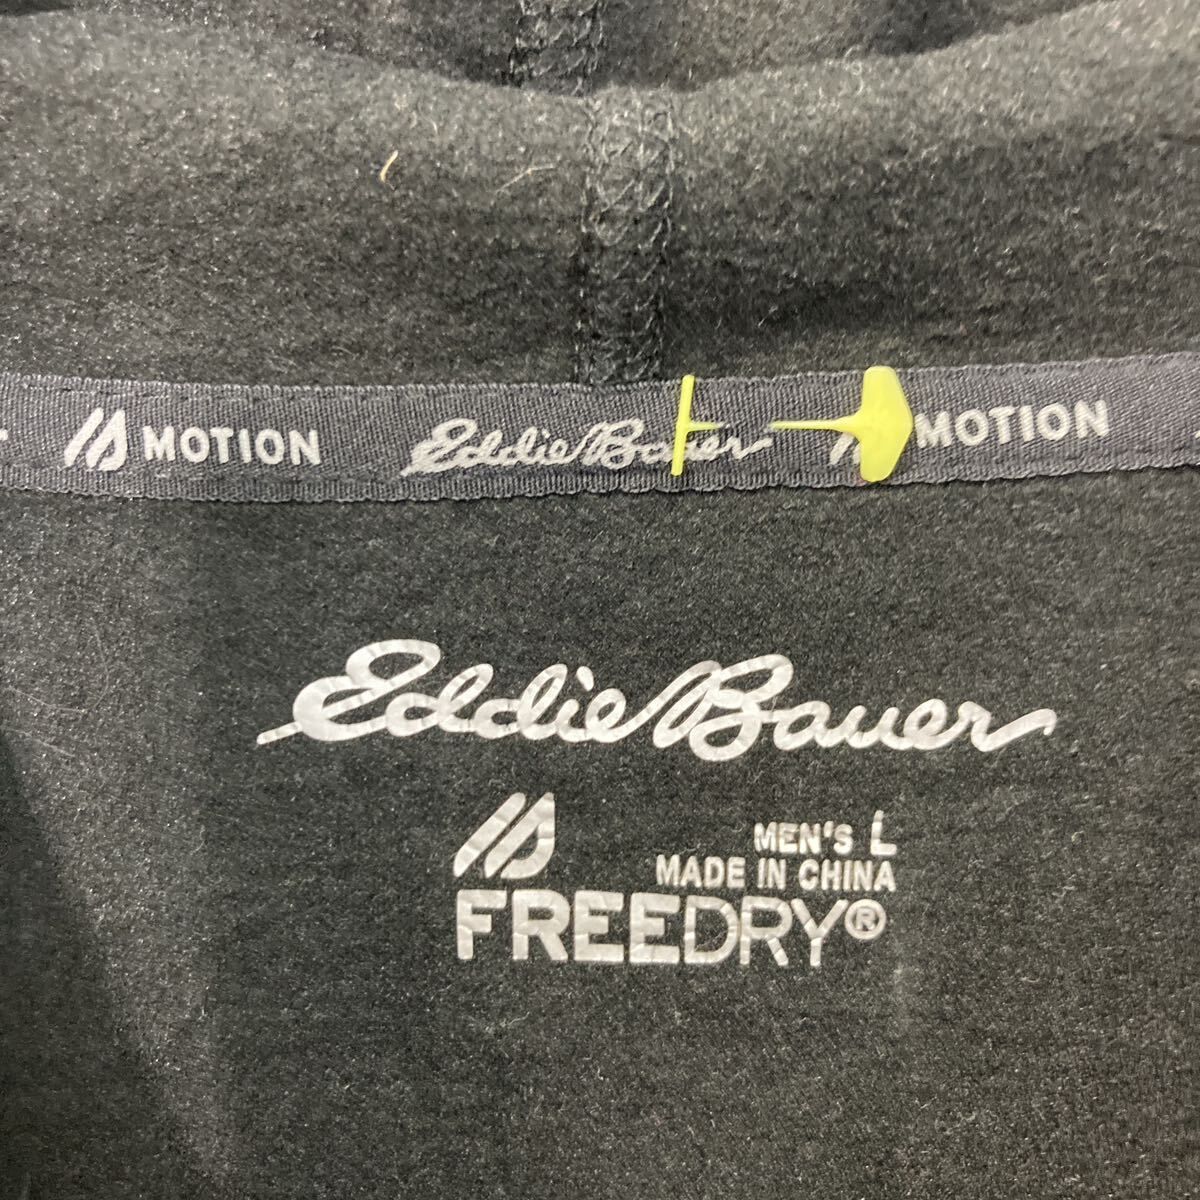 MOTION Eddie Bauer MOTION
Eddie Bauer
MEN'S L
MADE IN CHINA
FREEDRY®